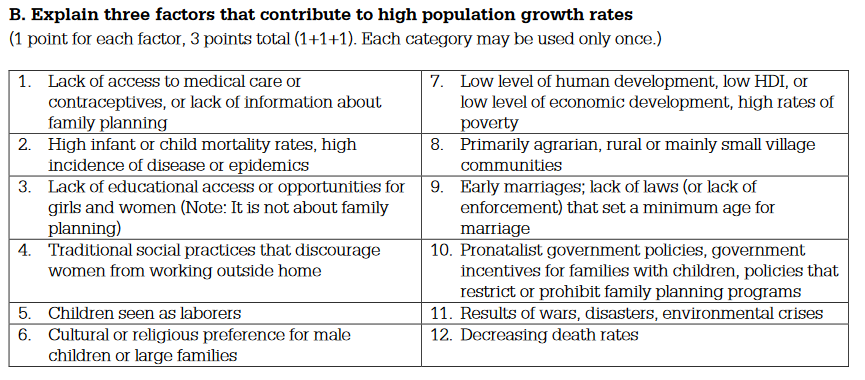 B. Explain three factors that contribute to high population growth rates
(1 point for each factor, 3 points total (1+1+1). Each category may be used only once.)
1. Lack of access to medical care or
contraceptives, or lack of information about
family planning
2. High infant or child mortality rates, high
incidence of disease or epidemics
3. Lack of educational access or opportunities for
girls and women (Note: It is not about family
planning)
4. Traditional social practices that discourage
women from working outside home
5. Children seen as laborers
6. Cultural or religious preference for male
children or large families
7. Low level of human development, low HDI, or
low level of economic development, high rates of
poverty
8. Primarily agrarian, rural or mainly small village
communities
9. Early marriages; lack of laws (or lack of
enforcement) that set a minimum age for
marriage
10. Pronatalist government policies, government
incentives for families with children, policies that
restrict or prohibit family planning programs
11. Results of wars, disasters, environmental crises
12. Decreasing death rates